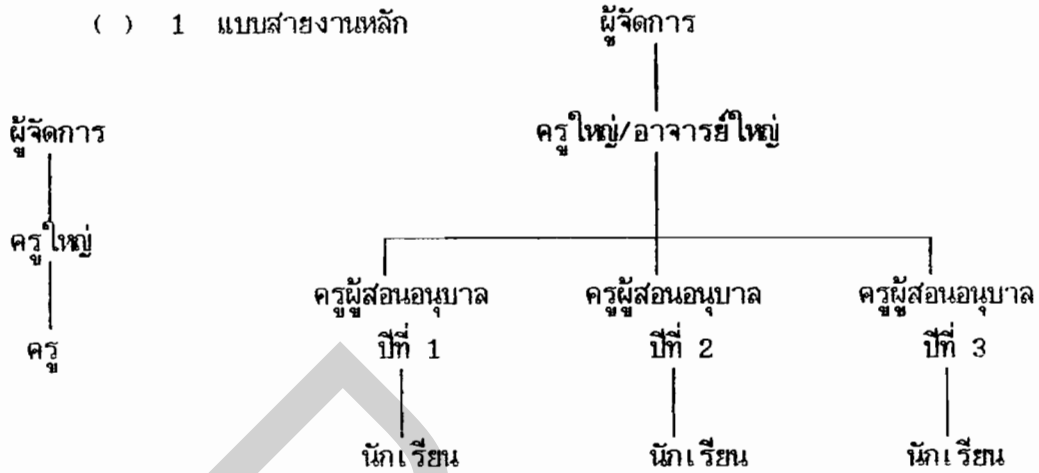 ( ) 1 แบบสายงานหลัก
ผู้จัดการ
ครูใหญ่
ครู
ผู้จัดการ
ครูใหญ่/อาจารย์ใหญ่
ครูผู้สอนอนุบาล ครูผู้สอนอนุบาล ครูผู้สอนอนุบาล
ปีที่ 1 ปีที่ 2 ปีที่ 3
นักเรียน นักเรียน นักเรียน